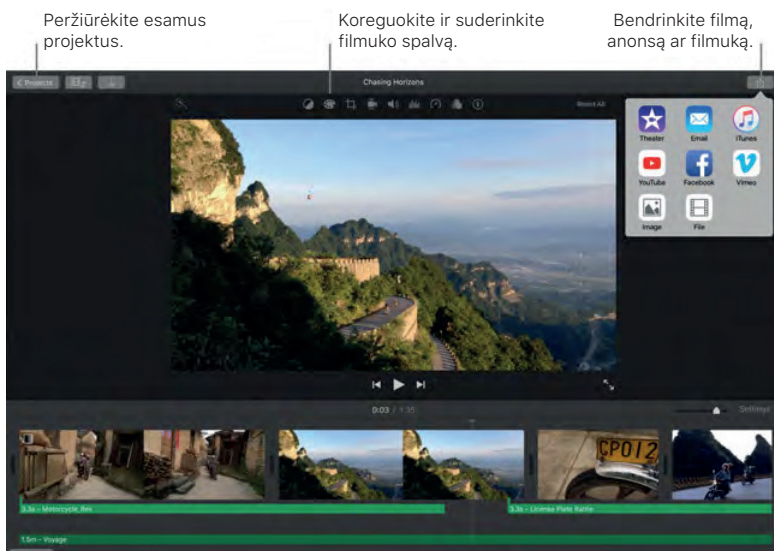 Peržiūrėkite esamus
projektus.
Koreguokite ir suderinkite
filmuko spalvą.
Bendrinkite filmą,
anonsą ar filmuką.
Projects
Chasing Horizons
Reset All
Theater
Email
iTunes
YouTube
Facebook
Vimeo
Image
File
0:03 / 1:35
Settings
CP012
3.3s – Motorcycle_Rev
3.3s – License Plate Rattle
1.5m – Voyage